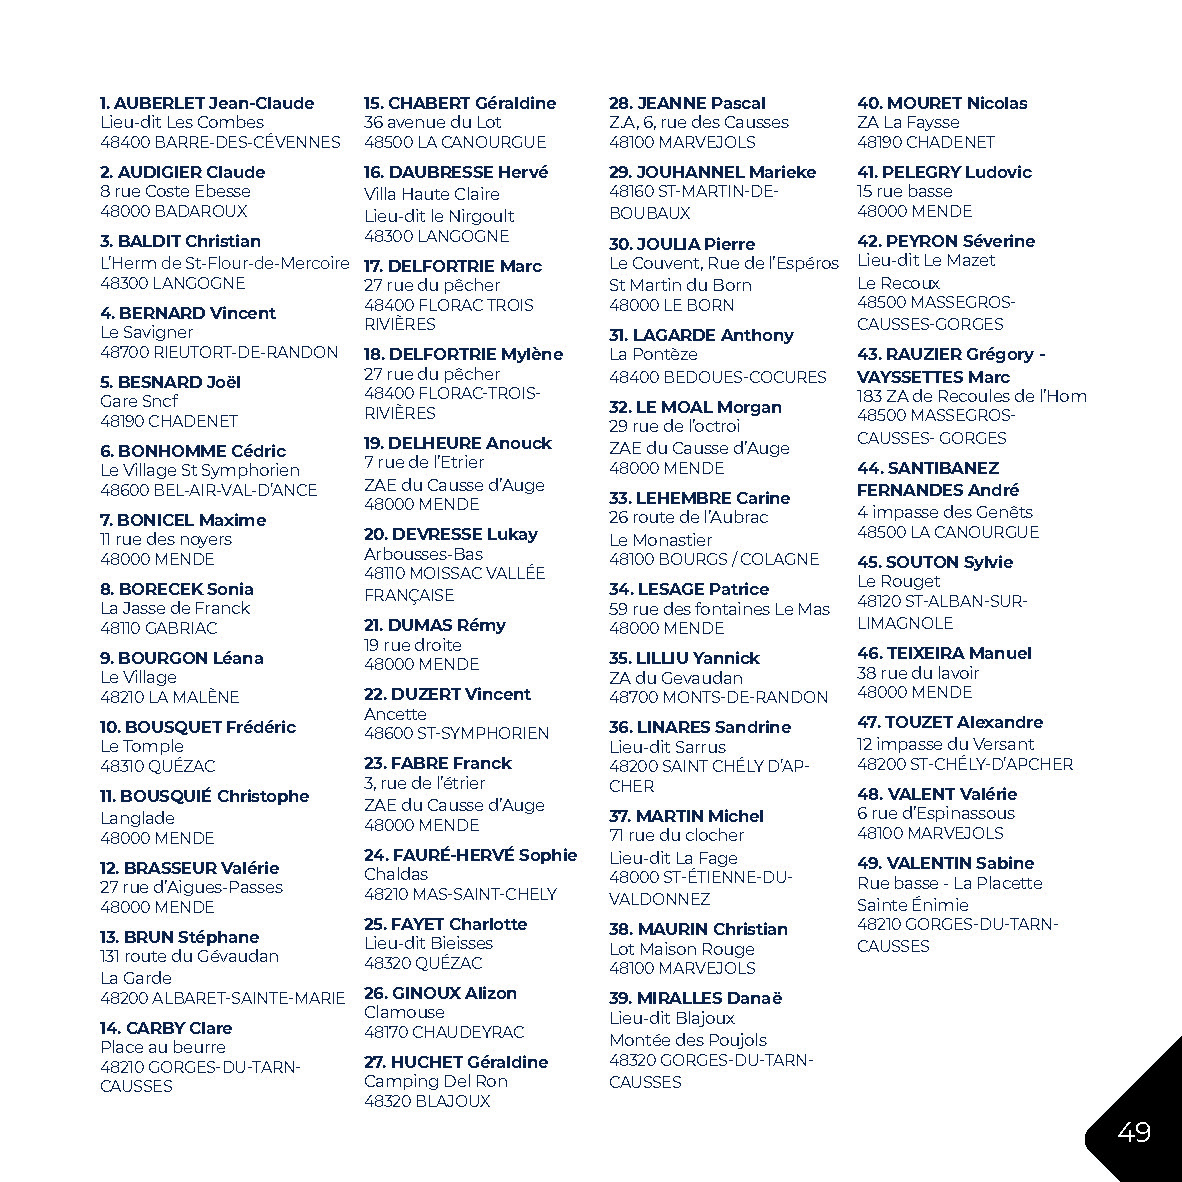 1. AUBERLET Jean-Claude
Lieu-dit Les Combes
48400 BARRE-DES-CÉVENNES
2. AUDIGIER Claude
8 rue Coste Ebesse
48000 BADAROUX
3. BALDIT Christian
L'Herm de St-Flour-de-Mercoire
48300 LANGOGNE
4. BERNARD Vincent
Le Savigner
48700 RIEUTORT-DE-RANDON
5. BESNARD Joël
Gare Sncf
48190 CHADENET
6. BONHOMME Cédric
Le Village St Symphorien
48600 BEL-AIR-VAL-D'ANCE
7. BONICEL Maxime
11 rue des noyers
48000 MENDE
8. BORECEK Sonia
La Jasse de Franck
48110 GABRIAC
9. BOURGON Léana
Le Village
48210 LA MALÈNE
10. BOUSQUET Frédéric
Le Tomple
48310 QUÉZAC
11. BOUSQUIÉ Christophe
Langlade
48000 MENDE
12. BRASSEUR Valérie
27 rue d'Aigues-Passes
48000 MENDE
13. BRUN Stéphane
131 route du Gévaudan
La Garde
48200 ALBARET-SAINTE-MARIE
14. CARBY Clare
Place au beurre
48210 GORGES-DU-TARN-
CAUSSES
15. CHABERT Géraldine
36 avenue du Lot
48500 LA CANOURGUE
16. DAUBRESSE Hervé
Villa Haute Claire
Lieu-dit le Nirgoult
48300 LANGOGNE
17. DELFORTRIE Marc
27 rue du pêcher
48400 FLORAC TROIS
RIVIÈRES
18. DELFORTRIE Mylène
27 rue du pêcher
48400 FLORAC-TROIS-
RIVIÈRES
19. DELHEURE Anouck
7 rue de l'Etrier
ZAE du Causse d'Auge
48000 MENDE
20. DEVRESSE Lukay
Arbousses-Bas
48110 MOISSAC VALLÉE
FRANÇAISE
21. DUMAS Rémy
19 rue droite
48000 MENDE
22. DUZERT Vincent
Ancette
48600 ST-SYMPHORIEN
23. FABRE Franck
3, rue de l'étrier
ZAE du Causse d'Auge
48000 MENDE
24. FAURÉ-HERVÉ Sophie
Chaldas
48210 MAS-SAINT-CHELY
25. FAYET Charlotte
Lieu-dit Bieisses
48320 QUÉZAC
26. GINOUX Alizon
Clamouse
48170 CHAUDEYRAC
27. HUCHET Géraldine
Camping Del Ron
48320 BLAJOUX
28. JEANNE Pascal
Z.A, 6, rue des Causses
48100 MARVEJOLS
29. JOUHANNEL Marieke
48160 ST-MARTIN-DE-
BOUBAUX
30. JOULIA Pierre
Le Couvent, Rue de l'Espéros
St Martin du Born
48000 LE BORN
31. LAGARDE Anthony
La Pontèze
48400 BEDOUES-COCURES
32. LE MOAL Morgan
29 rue de l'octroi
ZAE du Causse d'Auge
48000 MENDE
33. LEHEMBRE Carine
26 route de l'Aubrac
Le Monastier
48100 BOURGS / COLAGNE
34. LESAGE Patrice
59 rue des fontaines Le Mas
48000 MENDE
35. LILLIU Yannick
ZA du Gevaudan
48700 MONTS-DE-RANDON
36. LINARES Sandrine
Lieu-dit Sarrus
48200 SAINT CHÉLY D'AP-
CHER
37. MARTIN Michel
71 rue du clocher
Lieu-dit La Fage
48000 ST-ÉTIENNE-DU-
VALDONNEZ
38. MAURIN Christian
Lot Maison Rouge
48100 MARVEJOLS
39. MIRALLES Danaë
Lieu-dit Blajoux
Montée des Poujols
48320 GORGES-DU-TARN-
CAUSSES
40. MOURET Nicolas
ZA La Faysse
48190 CHADENET
41. PELEGRY Ludovic
15 rue basse
48000 MENDE
42. PEYRON Séverine
Lieu-dit Le Mazet
Le Recoux
48500 MASSEGROS-
CAUSSES-GORGES
43. RAUZIER Grégory -
VAYSSETTES Marc
183 ZA de Recoules de l'Hom
48500 MASSEGROS-
CAUSSES- GORGES
44. SANTIBANEZ
FERNANDES André
4 impasse des Genêts
48500 LA CANOURGUE
45. SOUTON Sylvie
Le Rouget
48120 ST-ALBAN-SUR-
LIMAGNOLE
46. TEIXEIRA Manuel
38 rue du lavoir
48000 MENDE
47. TOUZET Alexandre
12 impasse du Versant
48200 ST-CHÉLY-D'APCHER
48. VALENT Valérie
6 rue d'Espinassous
48100 MARVEJOLS
49. VALENTIN Sabine
Rue basse - La Placette
Sainte Énimie
48210 GORGES-DU-TARN-
CAUSSES
49